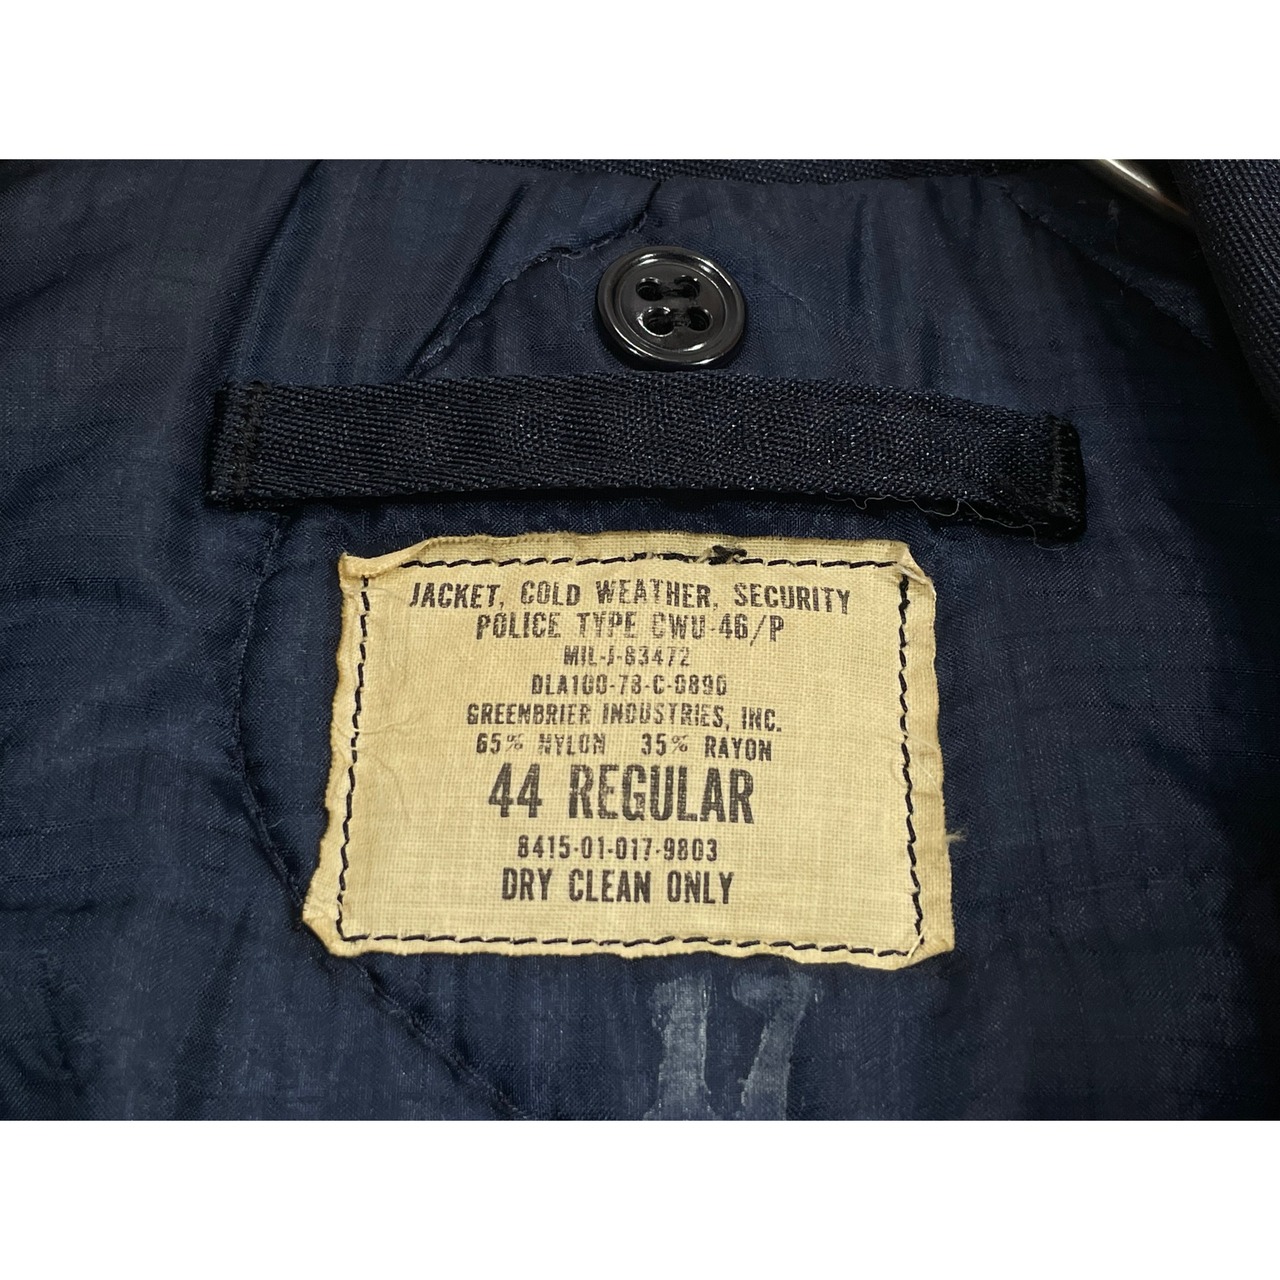 JACKET, COLD WEATHER, SECURITY
POLICE TYPE CWU-46/P
MIL-J-83472
DLA100-78-C-0890
GREENBRIER INDUSTRIES, INC.
65% NYLON 35% RAYON
44 REGULAR
8415-01-017-9803
DRY CLEAN ONLY
17